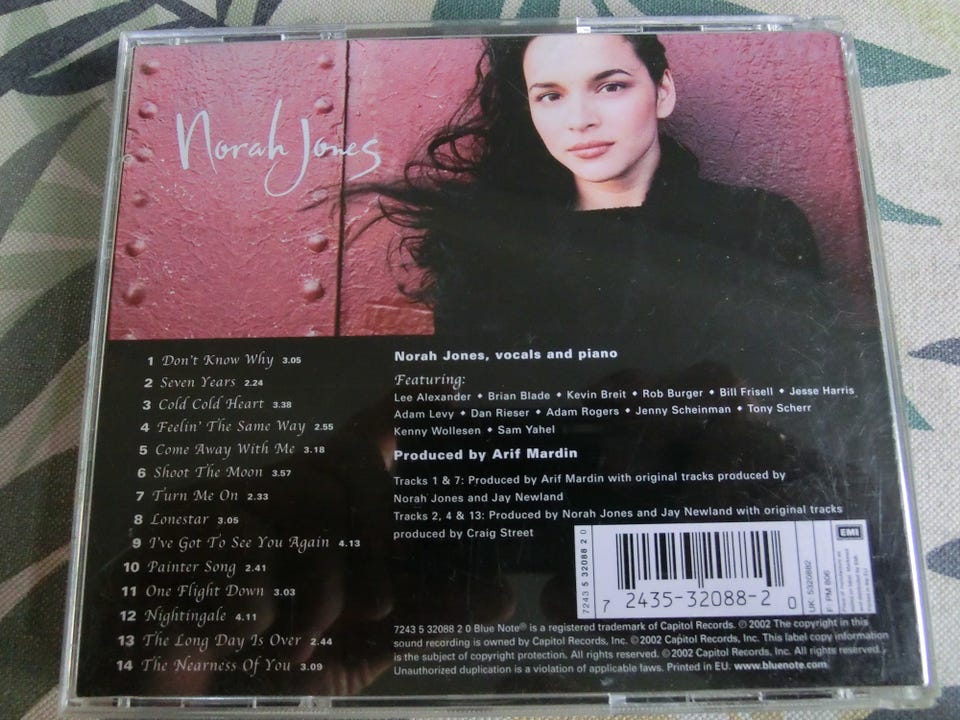 Norah Jones
1 Don't Know Why 3.05
2 Seven Years 2.24
3 Cold Cold Heart 3.38
4 Feelin' The Same Way 2.55
5 Come Away With Me 3.18
6 Shoot The Moon 3.57
7 Turn Me On 2.33
8 Lonestar 3.05
9 I've Got To See You Again 4.13
10 Painter Song 2.41
11 One Flight Down 3.03
12 Nightingale 4.11
13 The Long Day Is Over 2.44
14 The Nearness Of You 3.09
Norah Jones, vocals and piano
Featuring:
Lee Alexander • Brian Blade • Kevin Breit • Rob Burger • Bill Frisell • Jesse Harris
Adam Levy • Dan Rieser • Adam Rogers • Jenny Scheinman • Tony Scherr
Kenny Wollesen • Sam Yahel
Produced by Arif Mardin
Tracks 1 & 7: Produced by Arif Mardin with original tracks produced by
Norah Jones and Jay Newland
Tracks 2, 4 & 13: Produced by Norah Jones and Jay Newland with original tracks
produced by Craig Street
7243 5 32088 2 0
7 2435-32088-2 0
UK: 5320882
F: PM 806
EMI
7243 5 32088 2 0 Blue Note® is a registered trademark of Capitol Records, Inc. ℗ 2002 The copyright in this
sound recording is owned by Capitol Records, Inc. © 2002 Capitol Records, Inc. This label copy information
is the subject of copyright protection. All rights reserved. © 2002 Capitol Records, Inc. All rights reserved.
Unauthorized duplication is a violation of applicable laws. Printed in EU. www.bluenote.com